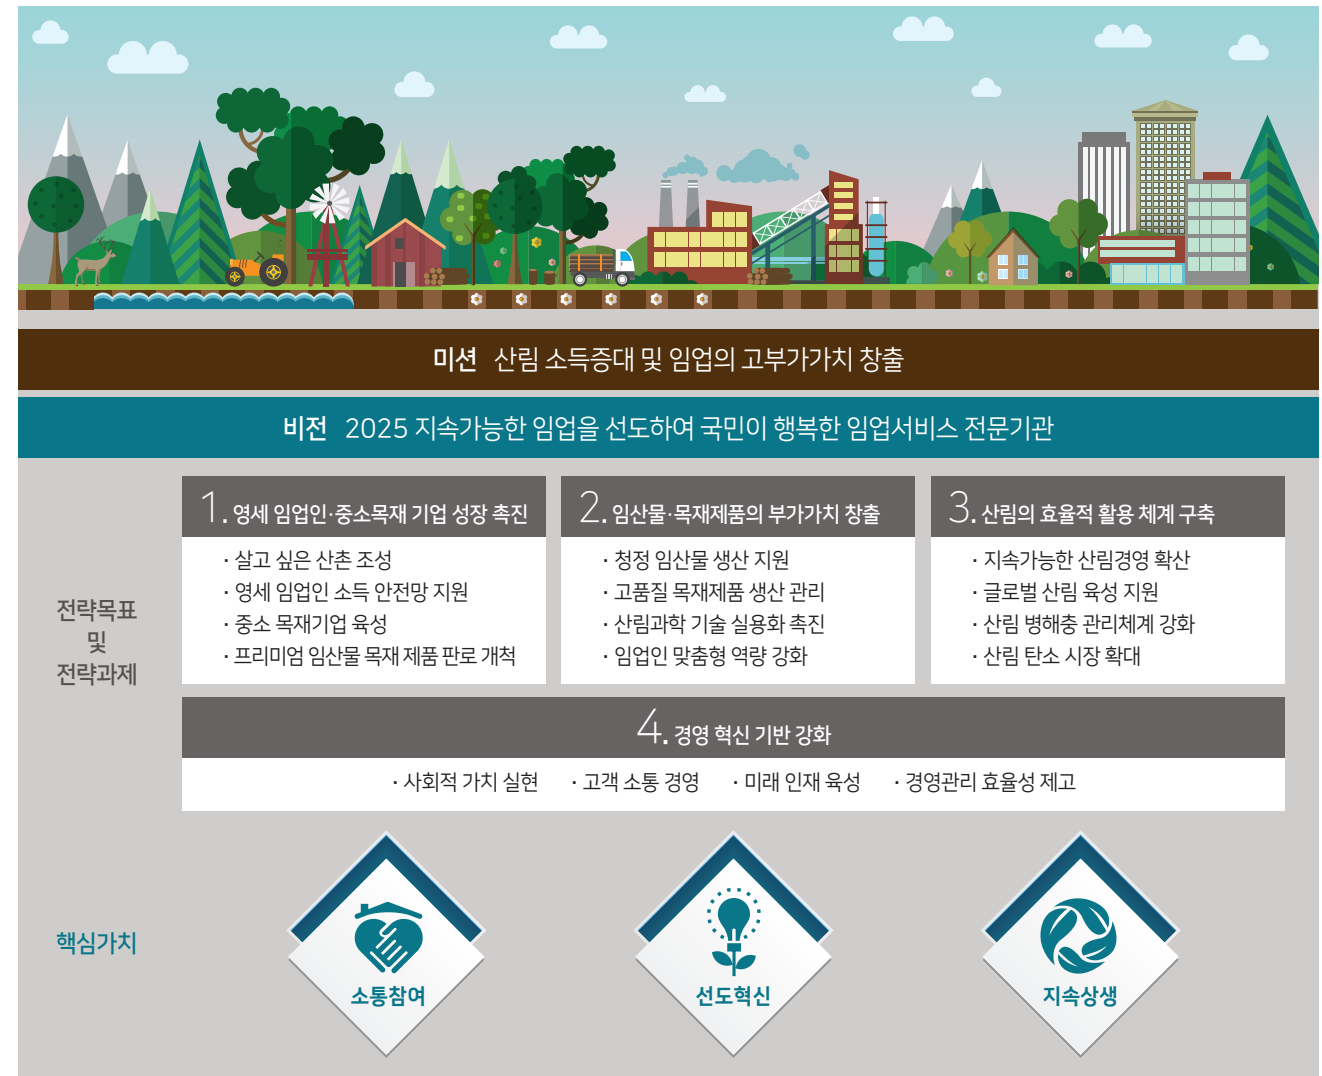 미션 산림 소득증대 및 임업의 고부가가치 창출
비전 2025 지속가능한 임업을 선도하여 국민이 행복한 임업서비스 전문기관
전략목표
및
전략과제
1. 영세 임업인·중소목재 기업 성장 촉진
· 살고 싶은 산촌 조성
· 영세 임업인 소득 안전망 지원
· 중소 목재기업 육성
· 프리미엄 임산물 목재 제품 판로 개척
2. 임산물·목재제품의 부가가치 창출
· 청정 임산물 생산 지원
· 고품질 목재제품 생산 관리
· 산림과학 기술 실용화 촉진
· 임업인 맞춤형 역량 강화
3. 산림의 효율적 활용 체계 구축
· 지속가능한 산림경영 확산
· 글로벌 산림 육성 지원
· 산림 병해충 관리체계 강화
· 산림 탄소 시장 확대
4. 경영 혁신 기반 강화
· 사회적 가치 실현 · 고객 소통 경영 · 미래 인재 육성 · 경영관리 효율성 제고
핵심가치
소통참여
선도혁신
지속상생